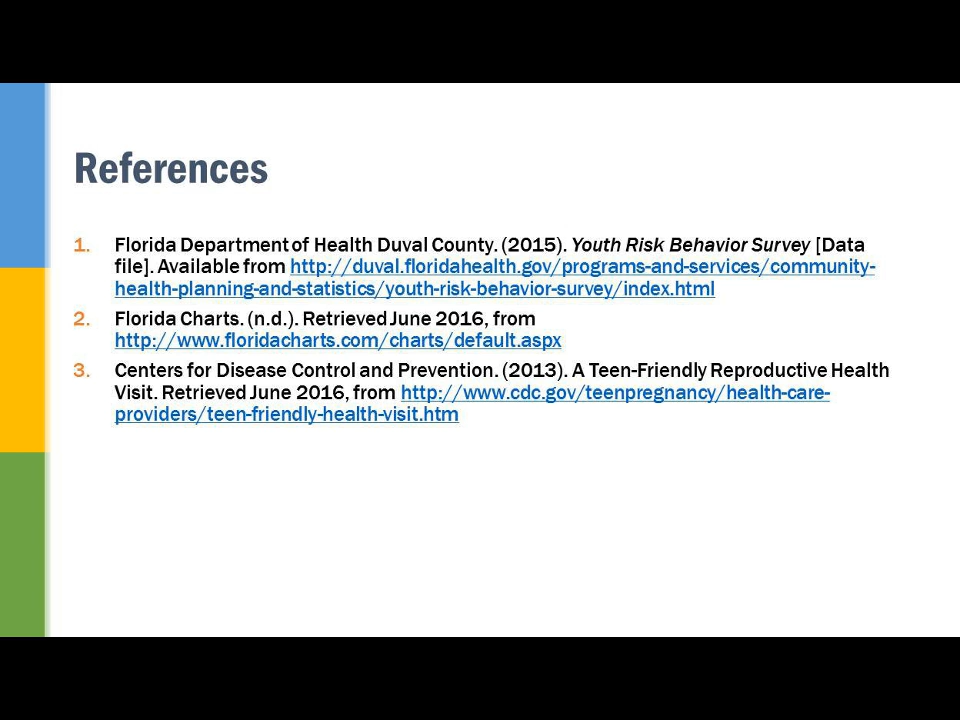 References
1. Florida Department of Health Duval County. (2015). Youth Risk Behavior Survey [Data
file]. Available from http://duval.floridahealth.gov/programs-and-services/community-
health-planning-and-statistics/youth-risk-behavior-survey/index.html
2. Florida Charts. (n.d.). Retrieved June 2016, from
http://www.floridacharts.com/charts/default.aspx
3. Centers for Disease Control and Prevention. (2013). A Teen-Friendly Reproductive Health
Visit. Retrieved June 2016, from http://www.cdc.gov/teenpregnancy/health-care-
providers/teen-friendly-health-visit.htm